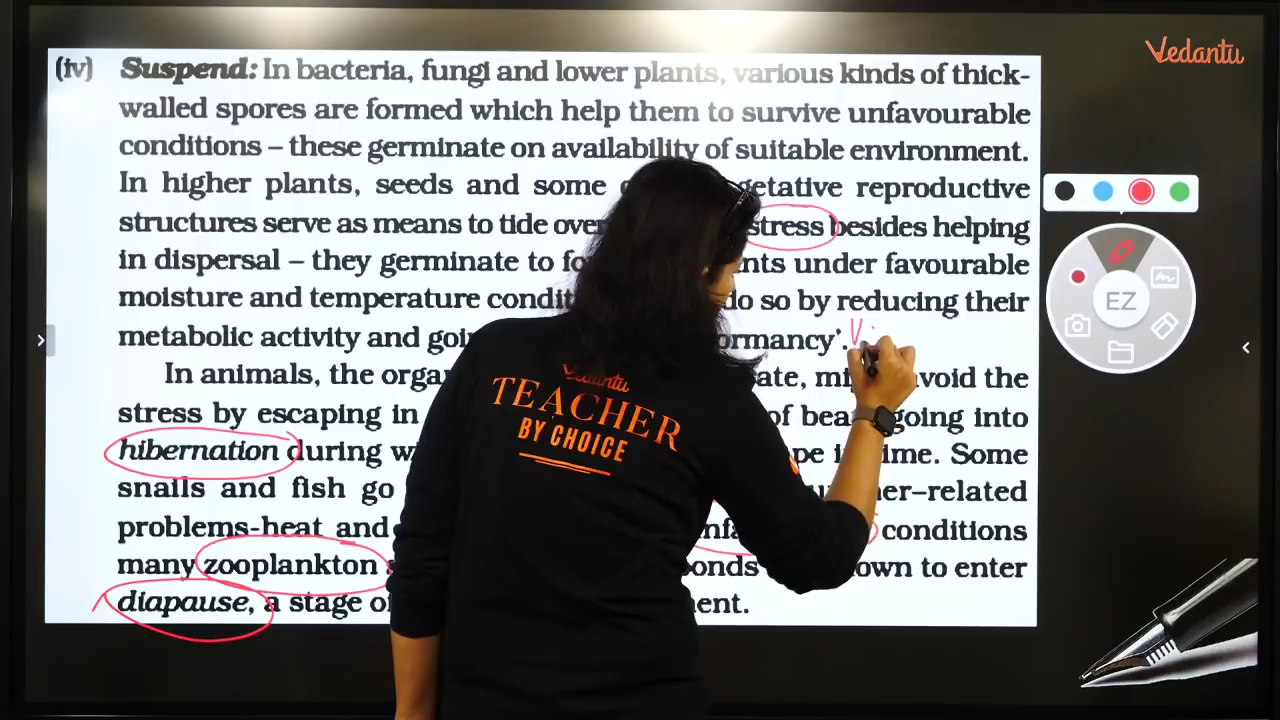 Vedantu
(iv) Suspend: In bacteria, fungi and lower plants, various kinds of thick-
walled spores are formed which help them to survive unfavourable
conditions – these germinate on availability of suitable environment.
In higher plants, seeds and some getative reproductive
structures serve as means to tide over stress besides helping
in dispersal – they germinate to fo nts under favourable
moisture and temperature condit do so by reducing their
metabolic activity and goi ormancy'.
In animals, the orga ate, mi avoid the
stress by escaping in of bea going into
hibernation during w pe i ime. Some
snails and fish go er–related
problems-heat and nfa conditions
many zooplankton onds own to enter
diapause, a stage o ent.
EZ
Vedantu
TEACHER
BY CHOICE